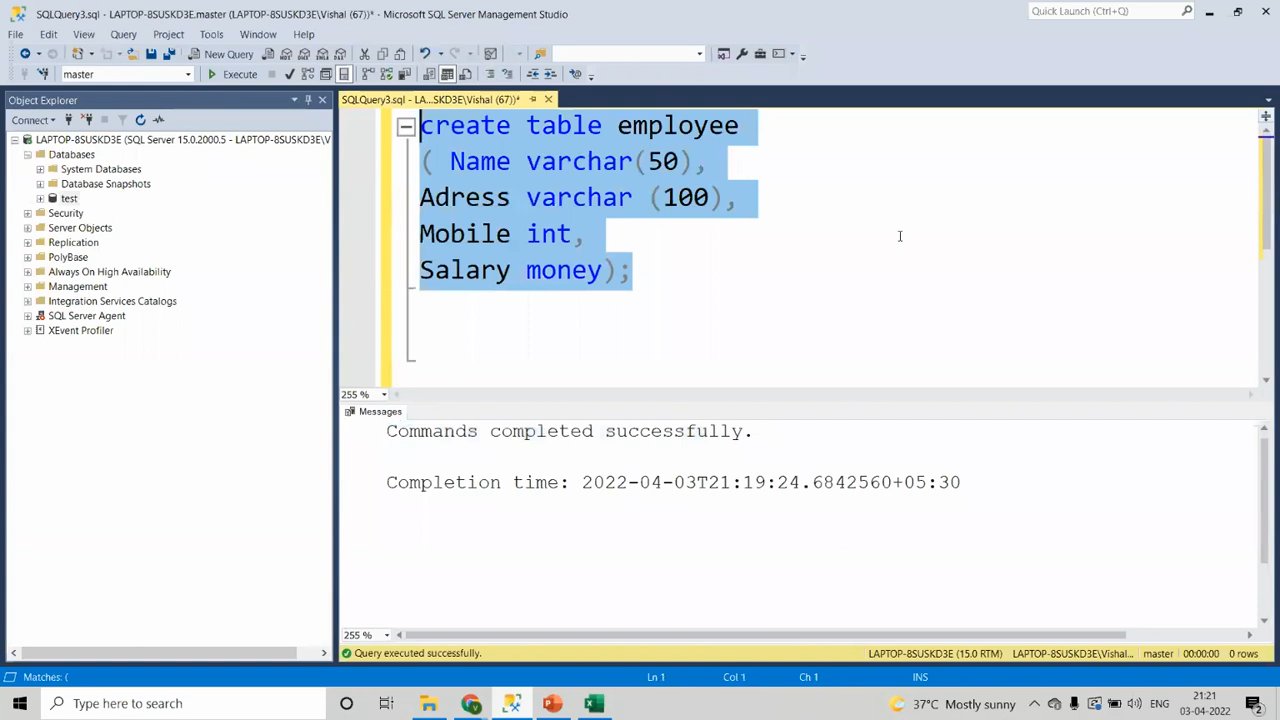 SQLQuery3.sql - LAPTOP-8SUSKD3E.master (LAPTOP-8SUSKD3E\Vishal (67))* - Microsoft SQL Server Management Studio
Quick Launch (Ctrl+Q)
File Edit View Query Project Tools Window Help
New Query
master
Execute
Object Explorer
SQLQuery3.sql - LA...SKD3E\Vishal (67))*
Connect
LAPTOP-8SUSKD3E (SQL Server 15.0.2000.5 - LAPTOP-8SUSKD3E\V
Databases
System Databases
Database Snapshots
test
Security
Server Objects
Replication
PolyBase
Always On High Availability
Management
Integration Services Catalogs
SQL Server Agent
XEvent Profiler
create table employee
( Name varchar(50),
Adress varchar (100),
Mobile int,
Salary money);
255 %
Messages
Commands completed successfully.
Completion time: 2022-04-03T21:19:24.6842560+05:30
255 %
Query executed successfully.
LAPTOP-8SUSKD3E (15.0 RTM) LAPTOP-8SUSKD3E\Vishal... master 00:00:00 0 rows
Matches: (
Ln 1 Col 1 Ch 1 INS
Type here to search
37°C Mostly sunny
ENG
21:21
03-04-2022
2